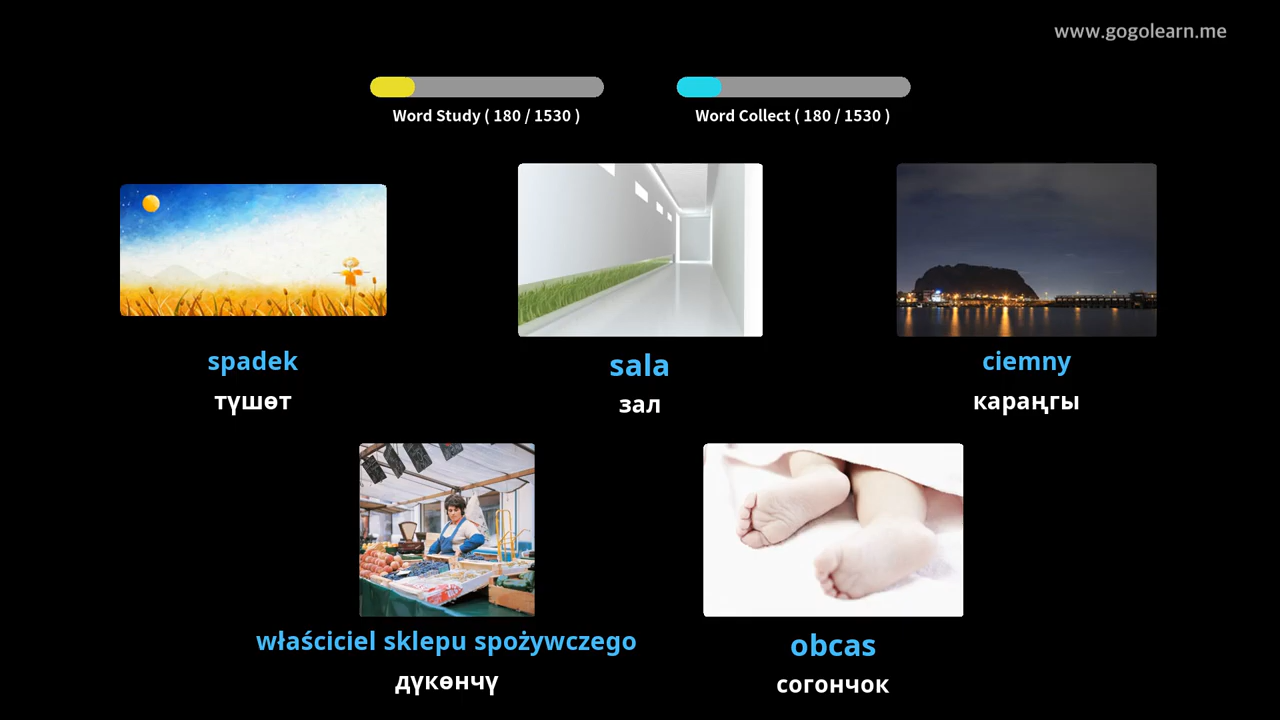 www.gogolearn.me
Word Study ( 180 / 1530 )
Word Collect ( 180 / 1530 )
spadek
түшөт
sala
зал
ciemny
караңгы
właściciel sklepu spożywczego
дүкөнчү
obcas
согончок